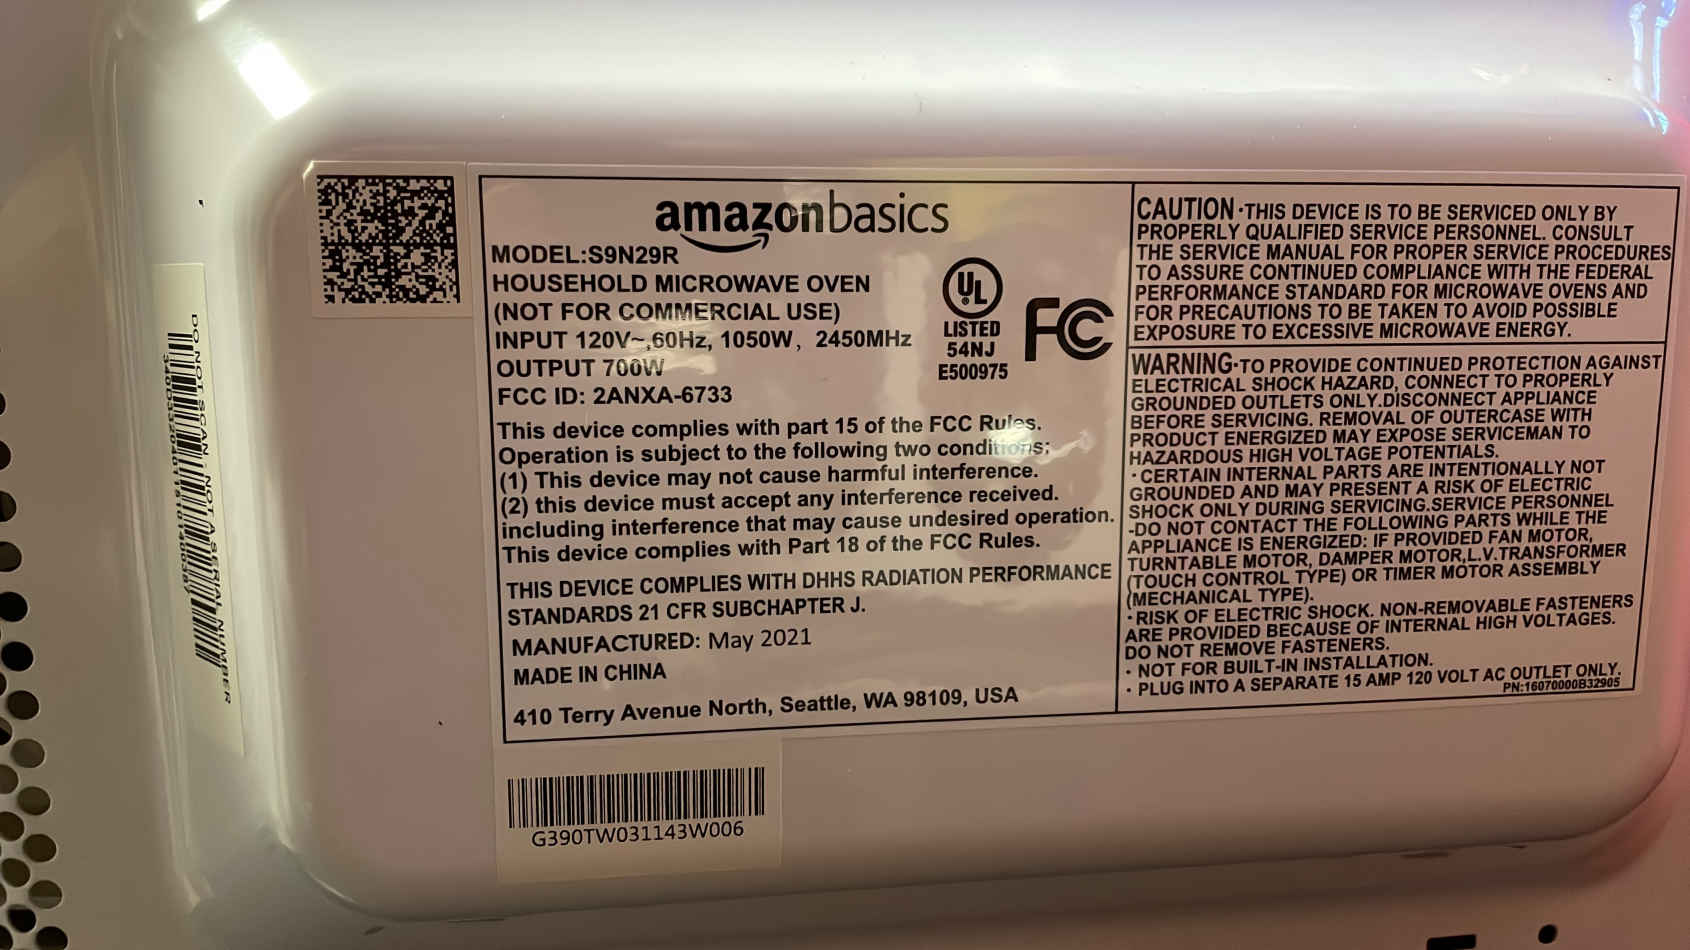 amazonbasics
MODEL:S9N29R
HOUSEHOLD MICROWAVE OVEN
(NOT FOR COMMERCIAL USE)
INPUT 120V~,60Hz, 1050W, 2450MHz
OUTPUT 700W
FCC ID: 2ANXA-6733
UL
LISTED
54NJ
E500975
FC
This device complies with part 15 of the FCC Rules.
Operation is subject to the following two conditions:
(1) This device may not cause harmful interference.
(2) this device must accept any interference received.
including interference that may cause undesired operation.
This device complies with Part 18 of the FCC Rules.
THIS DEVICE COMPLIES WITH DHHS RADIATION PERFORMANCE
STANDARDS 21 CFR SUBCHAPTER J.
MANUFACTURED: May 2021
MADE IN CHINA
410 Terry Avenue North, Seattle, WA 98109, USA
CAUTION·THIS DEVICE IS TO BE SERVICED ONLY BY
PROPERLY QUALIFIED SERVICE PERSONNEL. CONSULT
THE SERVICE MANUAL FOR PROPER SERVICE PROCEDURES
TO ASSURE CONTINUED COMPLIANCE WITH THE FEDERAL
PERFORMANCE STANDARD FOR MICROWAVE OVENS AND
FOR PRECAUTIONS TO BE TAKEN TO AVOID POSSIBLE
EXPOSURE TO EXCESSIVE MICROWAVE ENERGY.
WARNING·TO PROVIDE CONTINUED PROTECTION AGAINST
ELECTRICAL SHOCK HAZARD, CONNECT TO PROPERLY
GROUNDED OUTLETS ONLY.DISCONNECT APPLIANCE
BEFORE SERVICING. REMOVAL OF OUTERCASE WITH
PRODUCT ENERGIZED MAY EXPOSE SERVICEMAN TO
HAZARDOUS HIGH VOLTAGE POTENTIALS.
·CERTAIN INTERNAL PARTS ARE INTENTIONALLY NOT
GROUNDED AND MAY PRESENT A RISK OF ELECTRIC
SHOCK ONLY DURING SERVICING.SERVICE PERSONNEL
-DO NOT CONTACT THE FOLLOWING PARTS WHILE THE
APPLIANCE IS ENERGIZED: IF PROVIDED FAN MOTOR,
TURNTABLE MOTOR, DAMPER MOTOR,L.V.TRANSFORMER
(TOUCH CONTROL TYPE) OR TIMER MOTOR ASSEMBLY
(MECHANICAL TYPE).
·RISK OF ELECTRIC SHOCK. NON-REMOVABLE FASTENERS
ARE PROVIDED BECAUSE OF INTERNAL HIGH VOLTAGES.
DO NOT REMOVE FASTENERS.
· NOT FOR BUILT-IN INSTALLATION.
· PLUG INTO A SEPARATE 15 AMP 120 VOLT AC OUTLET ONLY.
PN:16070000B32905
G390TW031143W006
DO NOT SCAN, NOT A SERIAL NUMBER